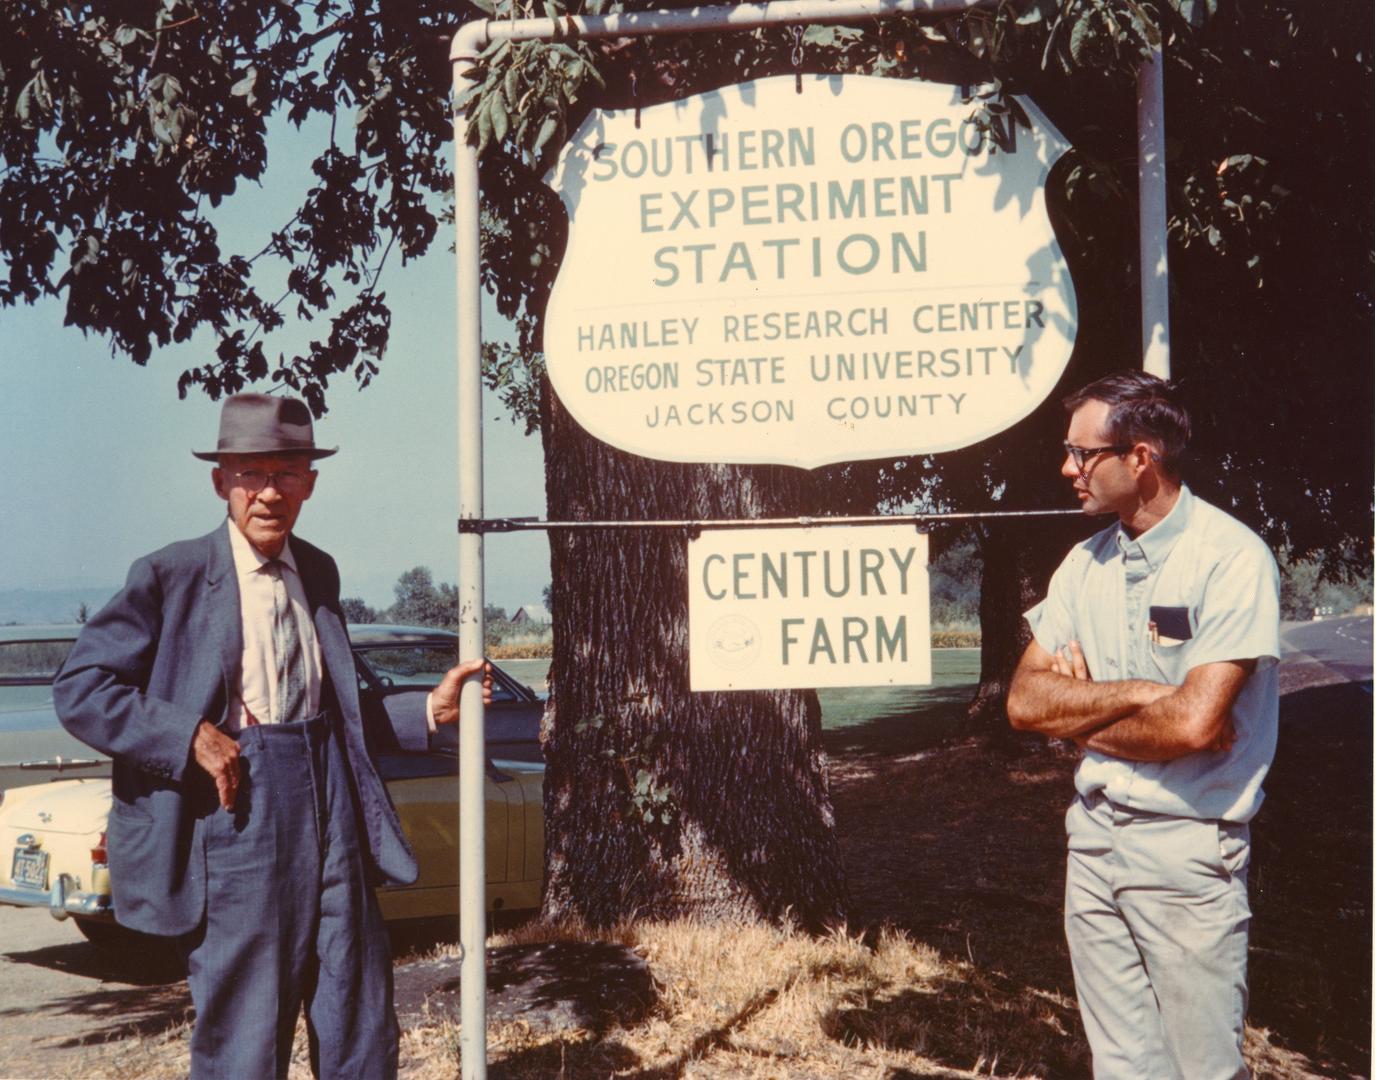 SOUTHERN OREGON
EXPERIMENT
STATION
HANLEY RESEARCH CENTER
OREGON STATE UNIVERSITY
JACKSON COUNTY
CENTURY
FARM